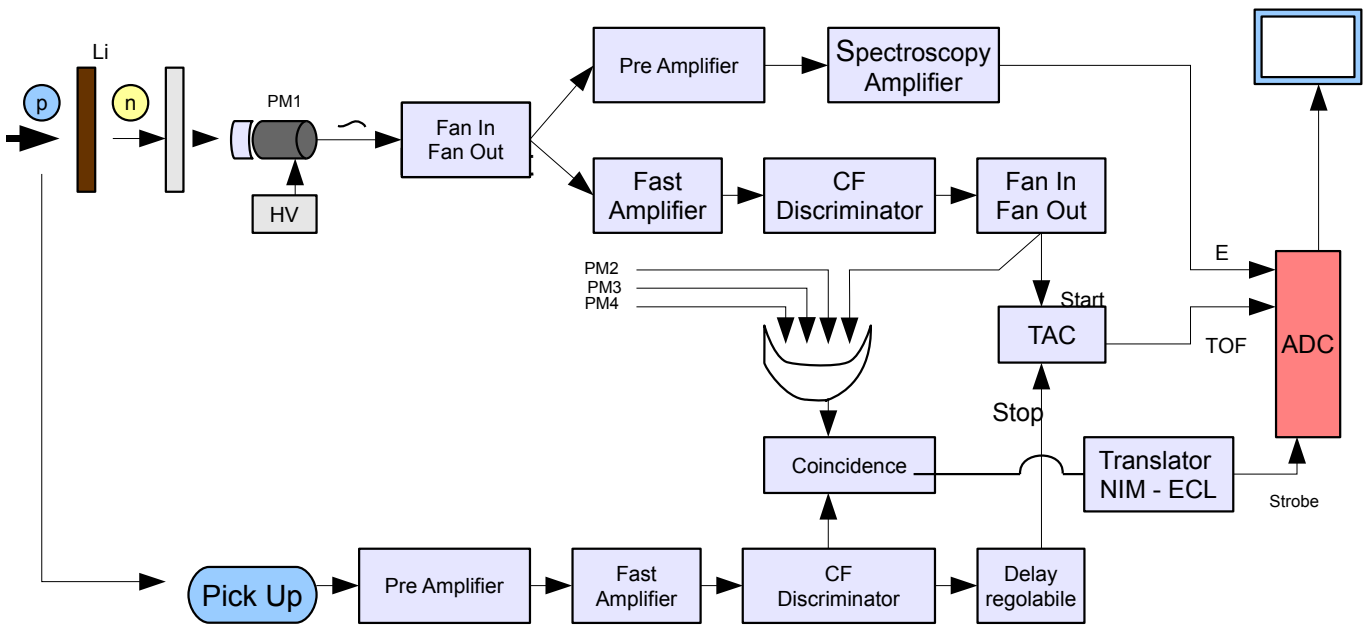 Li
p
n
PM1
HV
Fan In
Fan Out
Pre Amplifier
Spectroscopy
Amplifier
Fast
Amplifier
CF
Discriminator
Fan In
Fan Out
PM2
PM3
PM4
E
Start
TAC
TOF
ADC
Stop
Coincidence
Translator
NIM - ECL
Strobe
Pick Up
Pre Amplifier
Fast
Amplifier
CF
Discriminator
Delay
regolabile